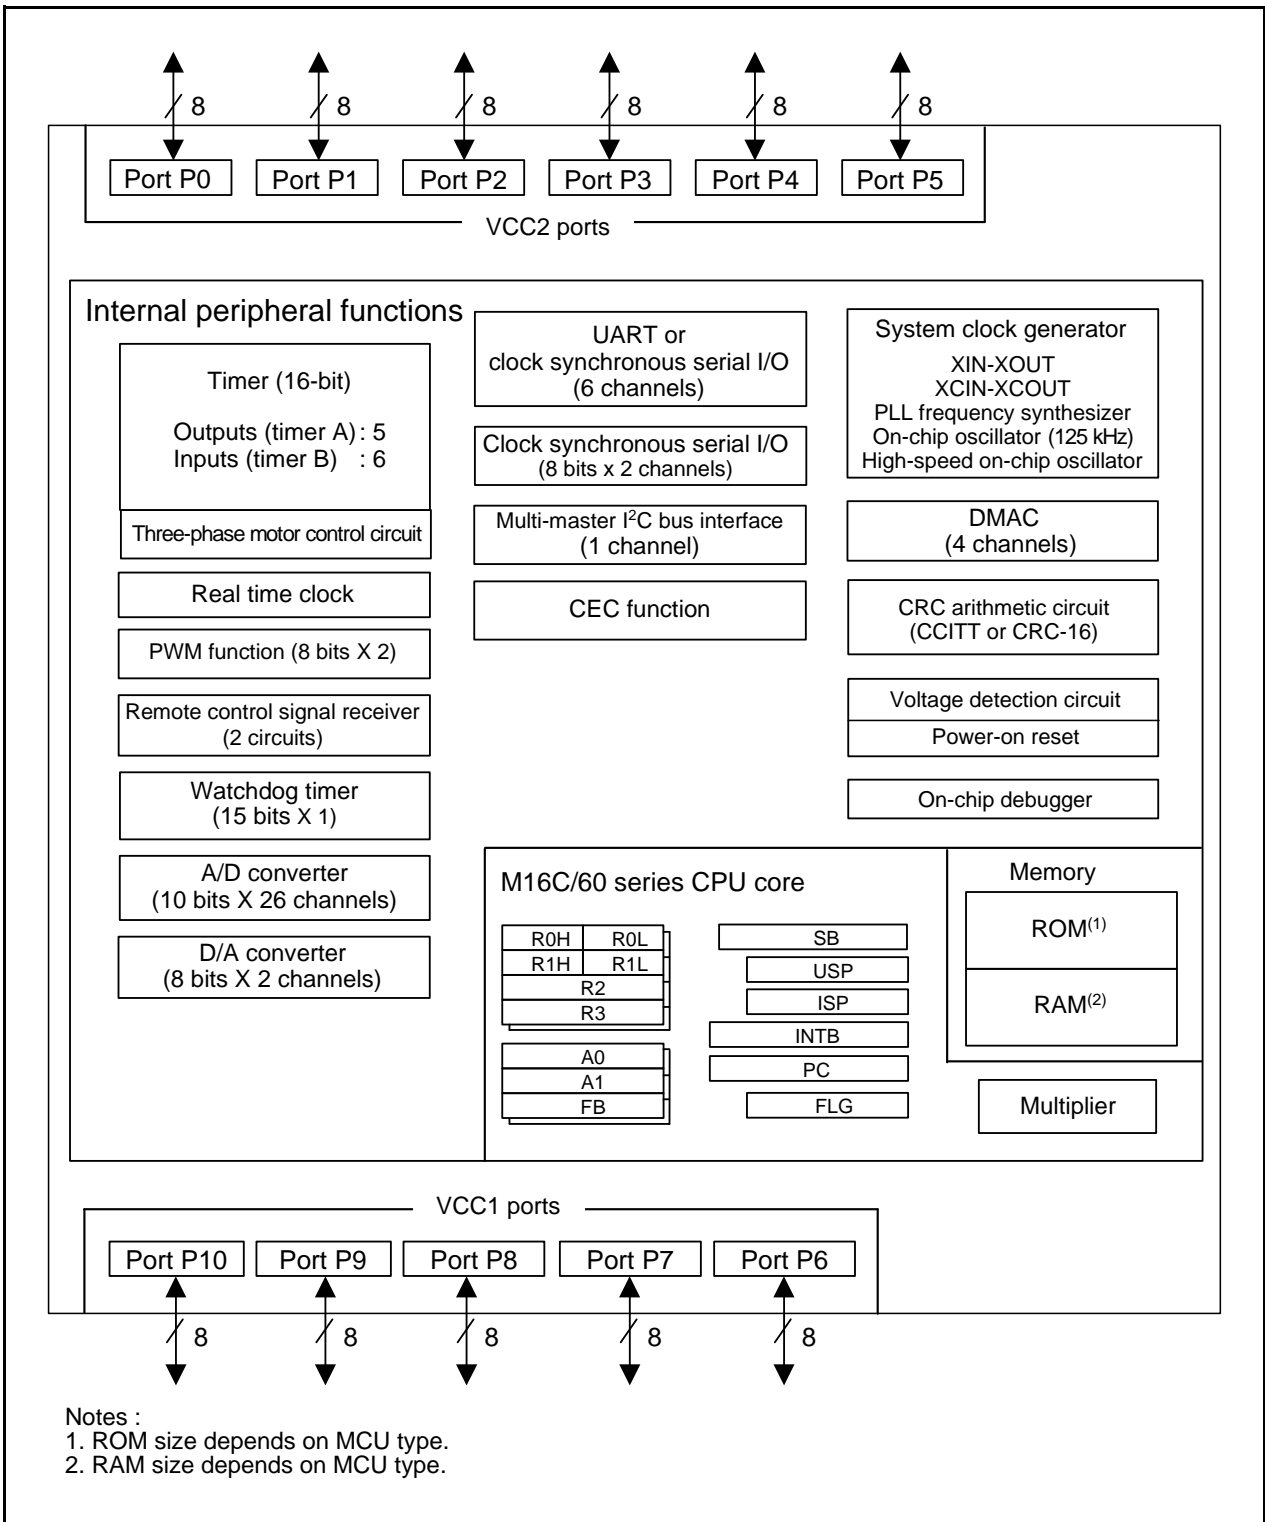 8 8 8 8 8 8
Port P0 Port P1 Port P2 Port P3 Port P4 Port P5
VCC2 ports
Internal peripheral functions
Timer (16-bit)
Outputs (timer A) : 5
Inputs (timer B) : 6
Three-phase motor control circuit
Real time clock
PWM function (8 bits X 2)
Remote control signal receiver
(2 circuits)
Watchdog timer
(15 bits X 1)
A/D converter
(10 bits X 26 channels)
D/A converter
(8 bits X 2 channels)
UART or
clock synchronous serial I/O
(6 channels)
Clock synchronous serial I/O
(8 bits x 2 channels)
Multi-master I²C bus interface
(1 channel)
CEC function
System clock generator
XIN-XOUT
XCIN-XCOUT
PLL frequency synthesizer
On-chip oscillator (125 kHz)
High-speed on-chip oscillator
DMAC
(4 channels)
CRC arithmetic circuit
(CCITT or CRC-16)
Voltage detection circuit
Power-on reset
On-chip debugger
M16C/60 series CPU core
R0H R0L
R1H R1L
R2
R3
A0
A1
FB
SB
USP
ISP
INTB
PC
FLG
Memory
ROM(1)
RAM(2)
Multiplier
VCC1 ports
Port P10 Port P9 Port P8 Port P7 Port P6
8 8 8 8 8
Notes :
1. ROM size depends on MCU type.
2. RAM size depends on MCU type.